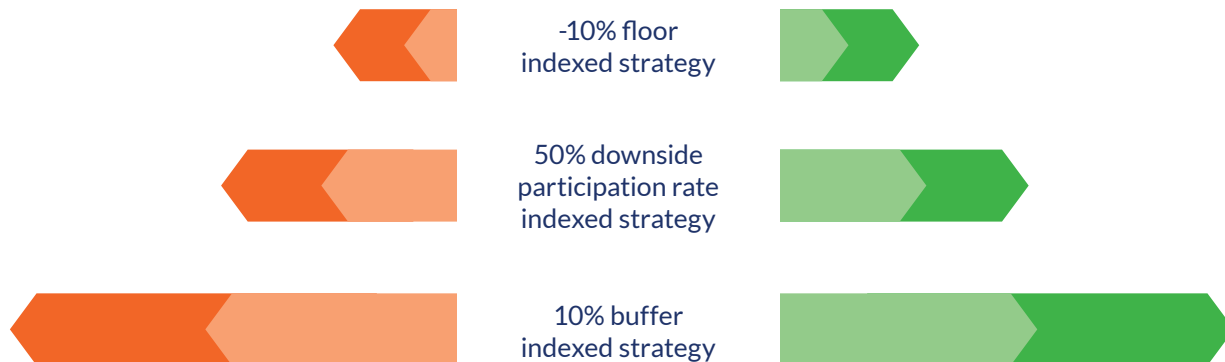 -10% floor
indexed strategy
50% downside
participation rate
indexed strategy
10% buffer
indexed strategy